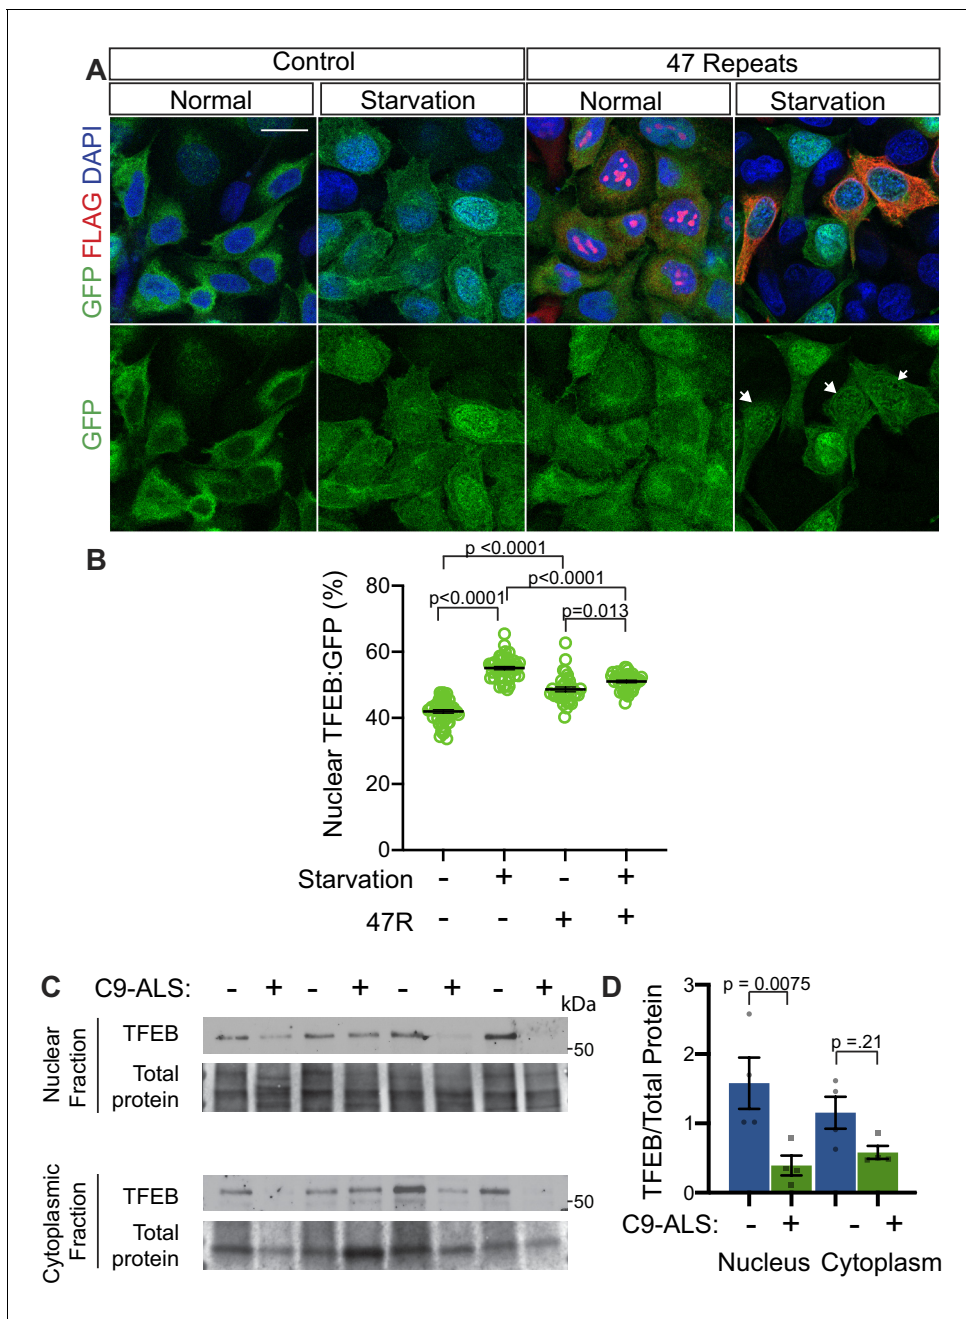 A
Control
47 Repeats
Normal
Starvation
Normal
Starvation
GFP FLAG DAPI
GFP
B
p <0.0001
p<0.0001
p<0.0001
p=0.013
Nuclear TFEB:GFP (%)
80
60
40
20
0
Starvation - + - +
47R - - + +
C
C9-ALS: - + - + - + - +
kDa
Nuclear Fraction
TFEB
-50
Total protein
Cytoplasmic Fraction
TFEB
-50
Total protein
D
p = 0.0075
p =.21
TFEB/Total Protein
3
2
1
0
C9-ALS: - + - +
Nucleus Cytoplasm